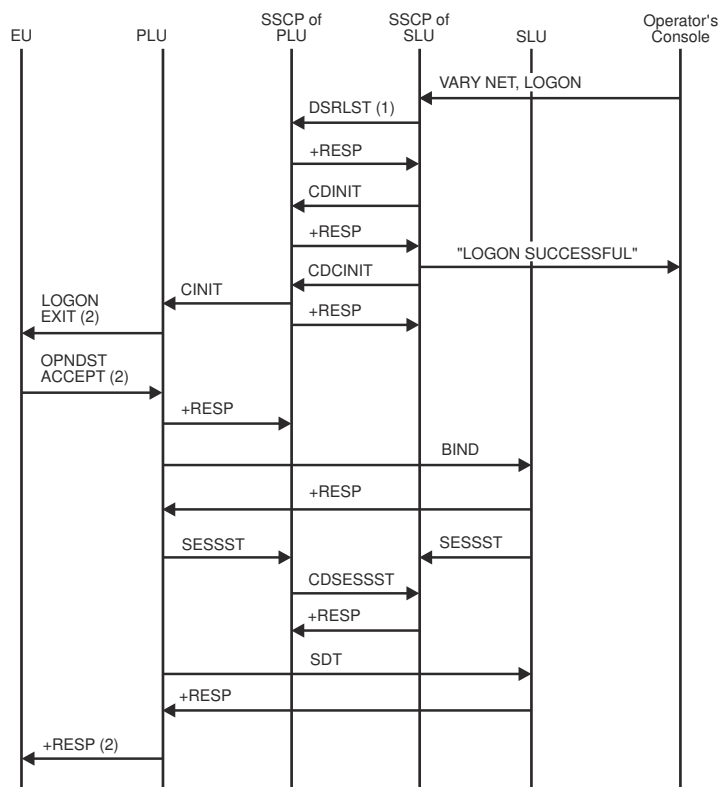 EU
PLU
SSCP of
PLU
SSCP of
SLU
SLU
Operator's
Console
VARY NET, LOGON
DSRLST (1)
+RESP
CDINIT
+RESP
"LOGON SUCCESSFUL"
CDCINIT
CINIT
LOGON
EXIT (2)
+RESP
OPNDST
ACCEPT (2)
+RESP
BIND
+RESP
SESSST
SESSST
CDSESSST
+RESP
SDT
+RESP
+RESP (2)